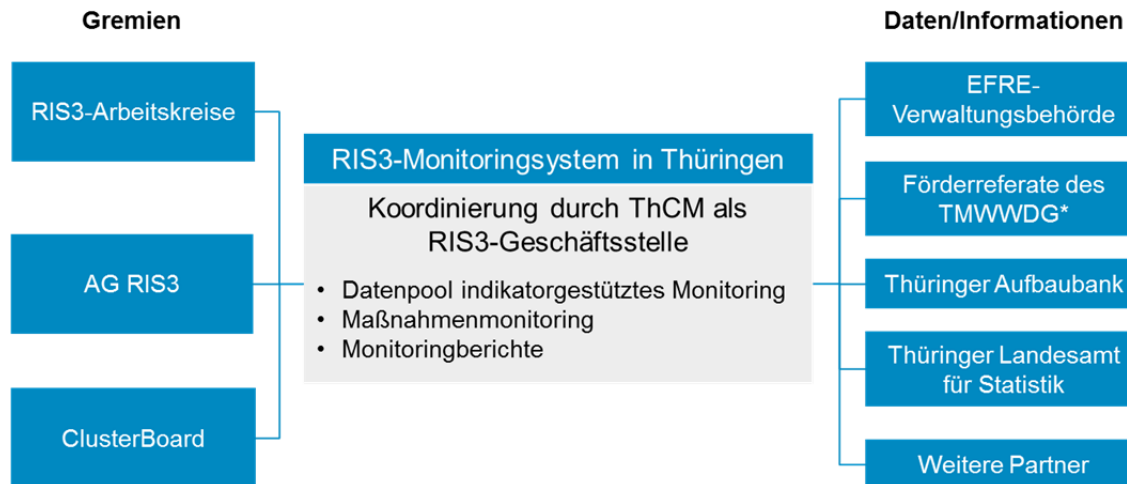 Gremien
RIS3-Arbeitskreise
AG RIS3
ClusterBoard
RIS3-Monitoringsystem in Thüringen
Koordinierung durch ThCM als
RIS3-Geschäftsstelle
• Datenpool indikatorgestütztes Monitoring
• Maßnahmenmonitoring
• Monitoringberichte
Daten/Informationen
EFRE-
Verwaltungsbehörde
Förderreferate des
TMWWDG*
Thüringer Aufbaubank
Thüringer Landesamt
für Statistik
Weitere Partner